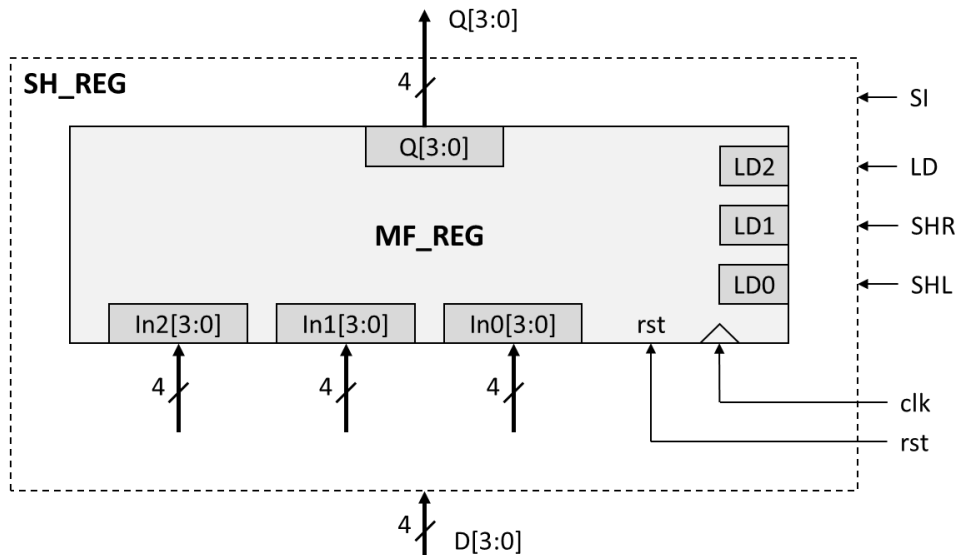 Q[3:0]
4
SH_REG
SI
Q[3:0]
LD2
LD
MF_REG
LD1
SHR
LD0
SHL
In2[3:0]
In1[3:0]
In0[3:0]
rst
4
4
4
clk
rst
4
D[3:0]